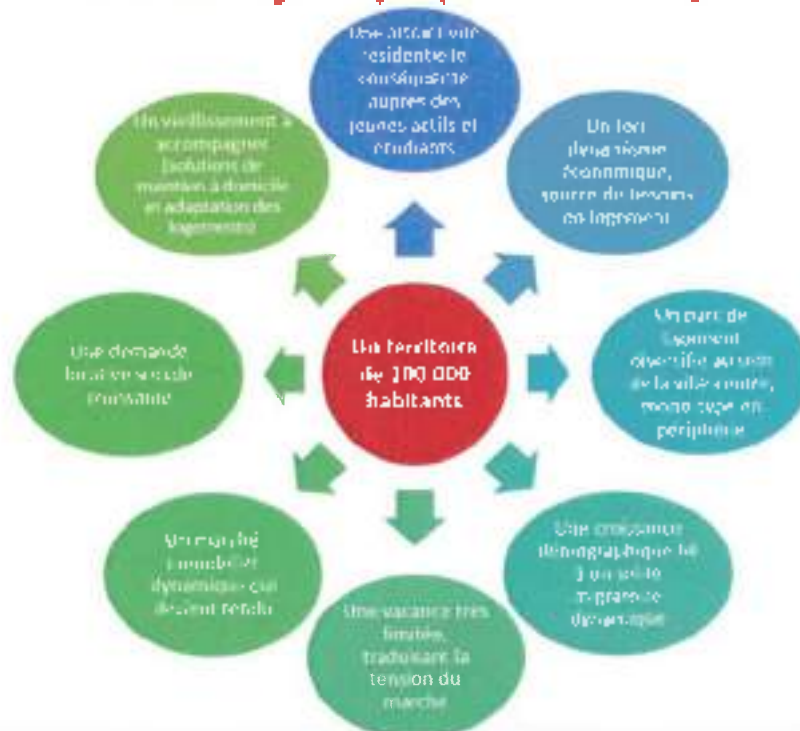 Une attractivité
résidentielle
conséquente
auprès des
jeunes actifs et
étudiants
Un fort
dynamisme
économique,
source de besoins
en logement
Un parc de
logement
diversifié au sein
de la ville centre,
mono type en
périphérie
Une croissance
démographique
à un solde
migratoire
dynamique
Une vacance très
limitée,
traduisant la
tension du
marché
Un marché
immobilier
dynamique qui
devient tendu
Une demande
locative sociale
croissante
Un vieillissement à
accompagner
(solutions de
maintien à domicile
et adaptation des
logements)
Un territoire
de 100 000
habitants